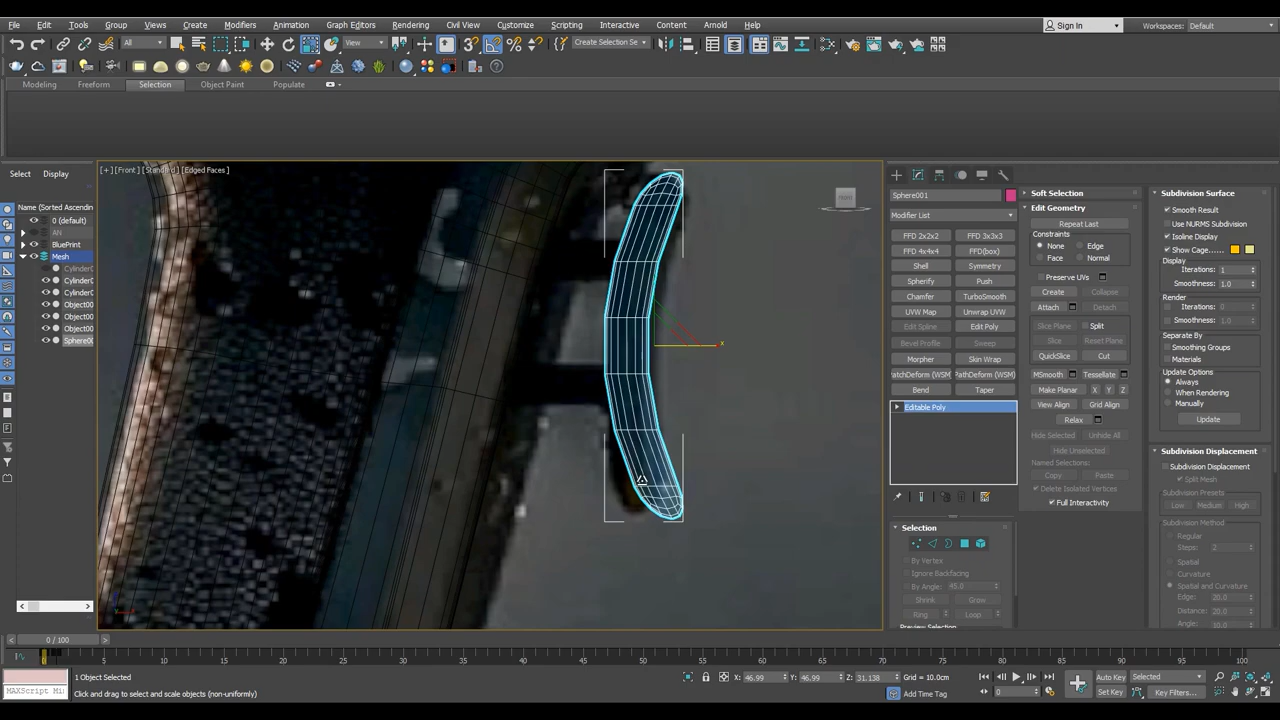 File Edit Tools Group Views Create Modifiers Animation Graph Editors Rendering Civil View Customize Scripting Interactive Content Arnold Help Sign In Workspaces: Default
All View Create Selection Se
Modeling Freeform Selection Object Paint Populate
Select Display
[+] [Front] [Standard] [Edged Faces]
Name (Sorted Ascending
0 (default)
AN
BluePrint
Mesh
Cylinder0
Cylinder0
Cylinder0
Object00
Object00
Object00
Sphere00
x
Sphere001
Modifier List
FFD 2x2x2 FFD 3x3x3
FFD 4x4x4 FFD(box)
Shell Symmetry
Spherify Push
Chamfer TurboSmooth
UVW Map Unwrap UVW
Edit Spline Edit Poly
Bevel Profile Sweep
Morpher Skin Wrap
PatchDeform (WSM) PathDeform (WSM)
Bend Taper
Editable Poly
Selection
By Vertex
Ignore Backfacing
By Angle: 45.0
Shrink Grow
Ring Loop
Preview Selection
Soft Selection
Edit Geometry
Repeat Last
Constraints
None Edge
Face Normal
Preserve UVs
Create Collapse
Attach Detach
Slice Plane Split
Slice Reset Plane
QuickSlice Cut
MSmooth Tessellate
Make Planar X Y Z
View Align Grid Align
Relax
Hide Selected Unhide All
Hide Unselected
Named Selections:
Copy Paste
Delete Isolated Vertices
Full Interactivity
Subdivision Surface
Smooth Result
Use NURMS Subdivision
Isoline Display
Show Cage......
Display
Iterations: 1
Smoothness: 1.0
Render
Iterations: 0
Smoothness: 1.0
Separate By
Smoothing Groups
Materials
Update Options
Always
When Rendering
Manually
Update
Subdivision Displacement
Subdivision Displacement
Split Mesh
Subdivision Presets
Low Medium High
Subdivision Method
Regular
Steps: 2
Spatial
Curvature
Spatial and Curvature
Edge: 20.0
Distance: 20.0
Angle: 10.0
0 / 100
5 10 15 20 25 30 35 40 45 50 55 60 65 70 75 80 85 90 95 100
1 Object Selected
MAXScript Mi
Click and drag to select and scale objects (non-uniformly)
X: 46.99 Y: 46.99 Z: 31.138 Grid = 10.0cm
Add Time Tag
0
Auto Key Selected
Set Key Key Filters...